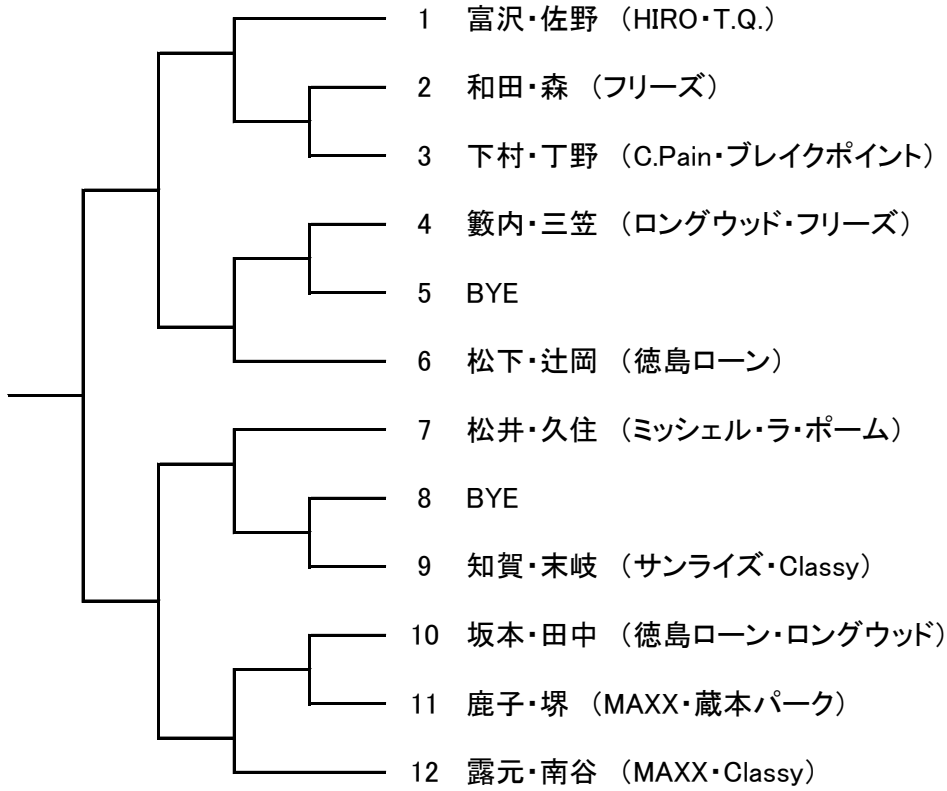 1 富沢・佐野 （HIRO・T.Q.）
2 和田・森 （フリーズ）
3 下村・丁野 （C.Pain・ブレイクポイント）
4 籔内・三笠 （ロングウッド・フリーズ）
5 BYE
6 松下・辻岡 （徳島ローン）
7 松井・久住 （ミッシェル・ラ・ポーム）
8 BYE
9 知賀・末岐 （サンライズ・Classy）
10 坂本・田中 （徳島ローン・ロングウッド）
11 鹿子・堺 （MAXX・蔵本パーク）
12 露元・南谷 （MAXX・Classy）